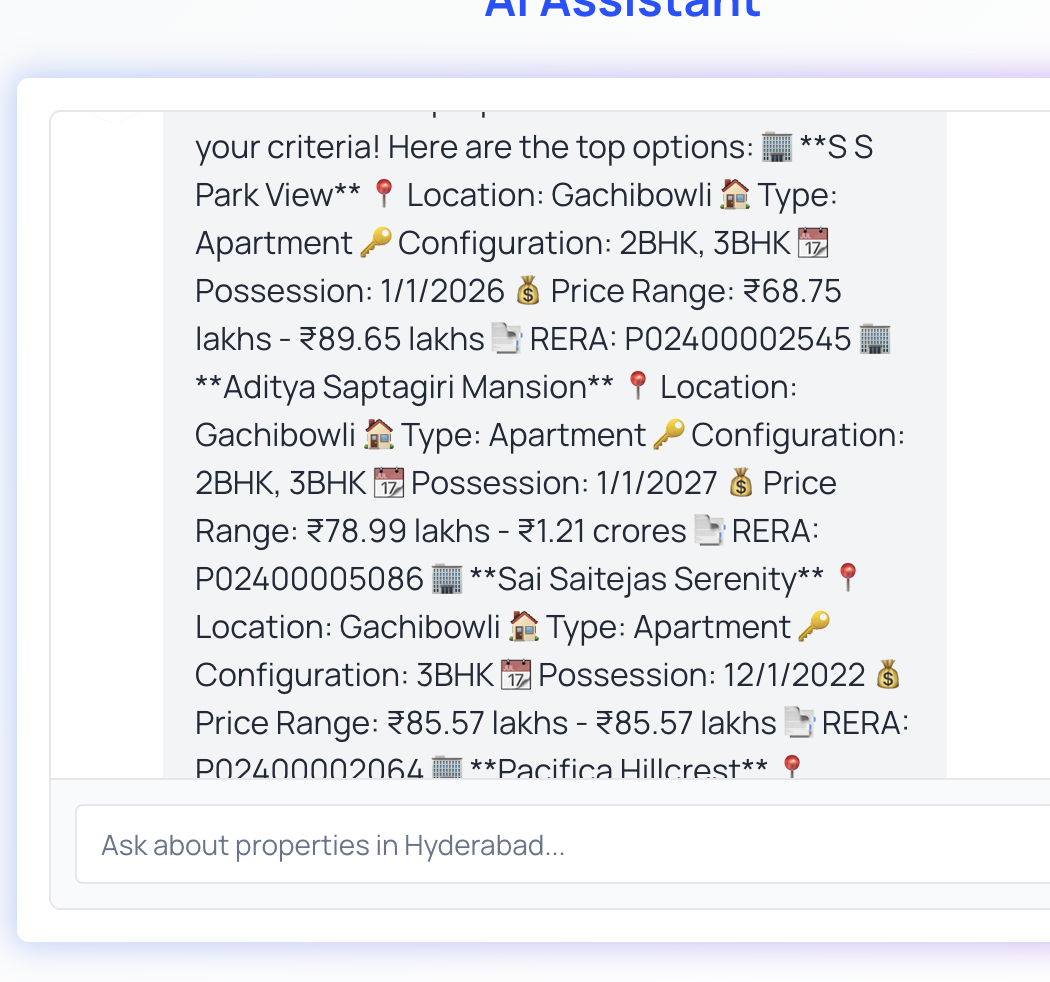 AI Assistant
your criteria! Here are the top options: 🏢 **S S
Park View** 📍 Location: Gachibowli 🏠 Type:
Apartment 🔑 Configuration: 2BHK, 3BHK 📆
Possession: 1/1/2026 💰 Price Range: ₹68.75
lakhs - ₹89.65 lakhs 📑 RERA: P02400002545 🏢
**Aditya Saptagiri Mansion** 📍 Location:
Gachibowli 🏠 Type: Apartment 🔑 Configuration:
2BHK, 3BHK 📆 Possession: 1/1/2027 💰 Price
Range: ₹78.99 lakhs - ₹1.21 crores 📑 RERA:
P02400005086 🏢 **Sai Saitejas Serenity** 📍
Location: Gachibowli 🏠 Type: Apartment 🔑
Configuration: 3BHK 📆 Possession: 12/1/2022 💰
Price Range: ₹85.57 lakhs - ₹85.57 lakhs 📑 RERA:
P02400002064 🏢 **Pacifica Hillcrest** 📍
Ask about properties in Hyderabad...